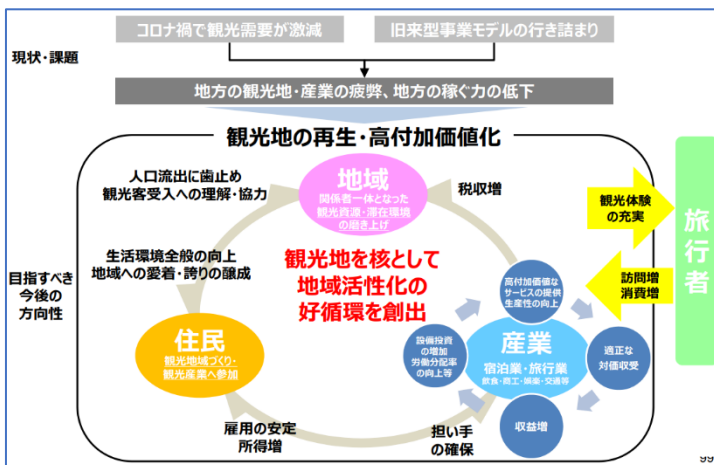 コロナ禍で観光需要が激減
旧来型事業モデルの行き詰まり
現状・課題
地方の観光地・産業の疲弊、地方の稼ぐ力の低下
観光地の再生・高付加価値化
人口流出に歯止め
観光客受入への理解・協力
地域
関係者一体となった
観光資源・滞在環境
の磨き上げ
税収増
観光体験
の充実
旅行者
生活環境全般の向上
地域への愛着・誇りの醸成
観光地を核として
地域活性化の
好循環を創出
訪問増
消費増
目指すべき
今後の
方向性
高付加価値な
サービスの提供
生産性の向上
住民
観光地域づくり・
観光産業へ参加
設備投資
の増加
労働分配率
の向上等
産業
宿泊業・旅行業
飲食・商工・娯楽・交通等
適正な
対価収受
収益増
雇用の安定
所得増
担い手
の確保
99